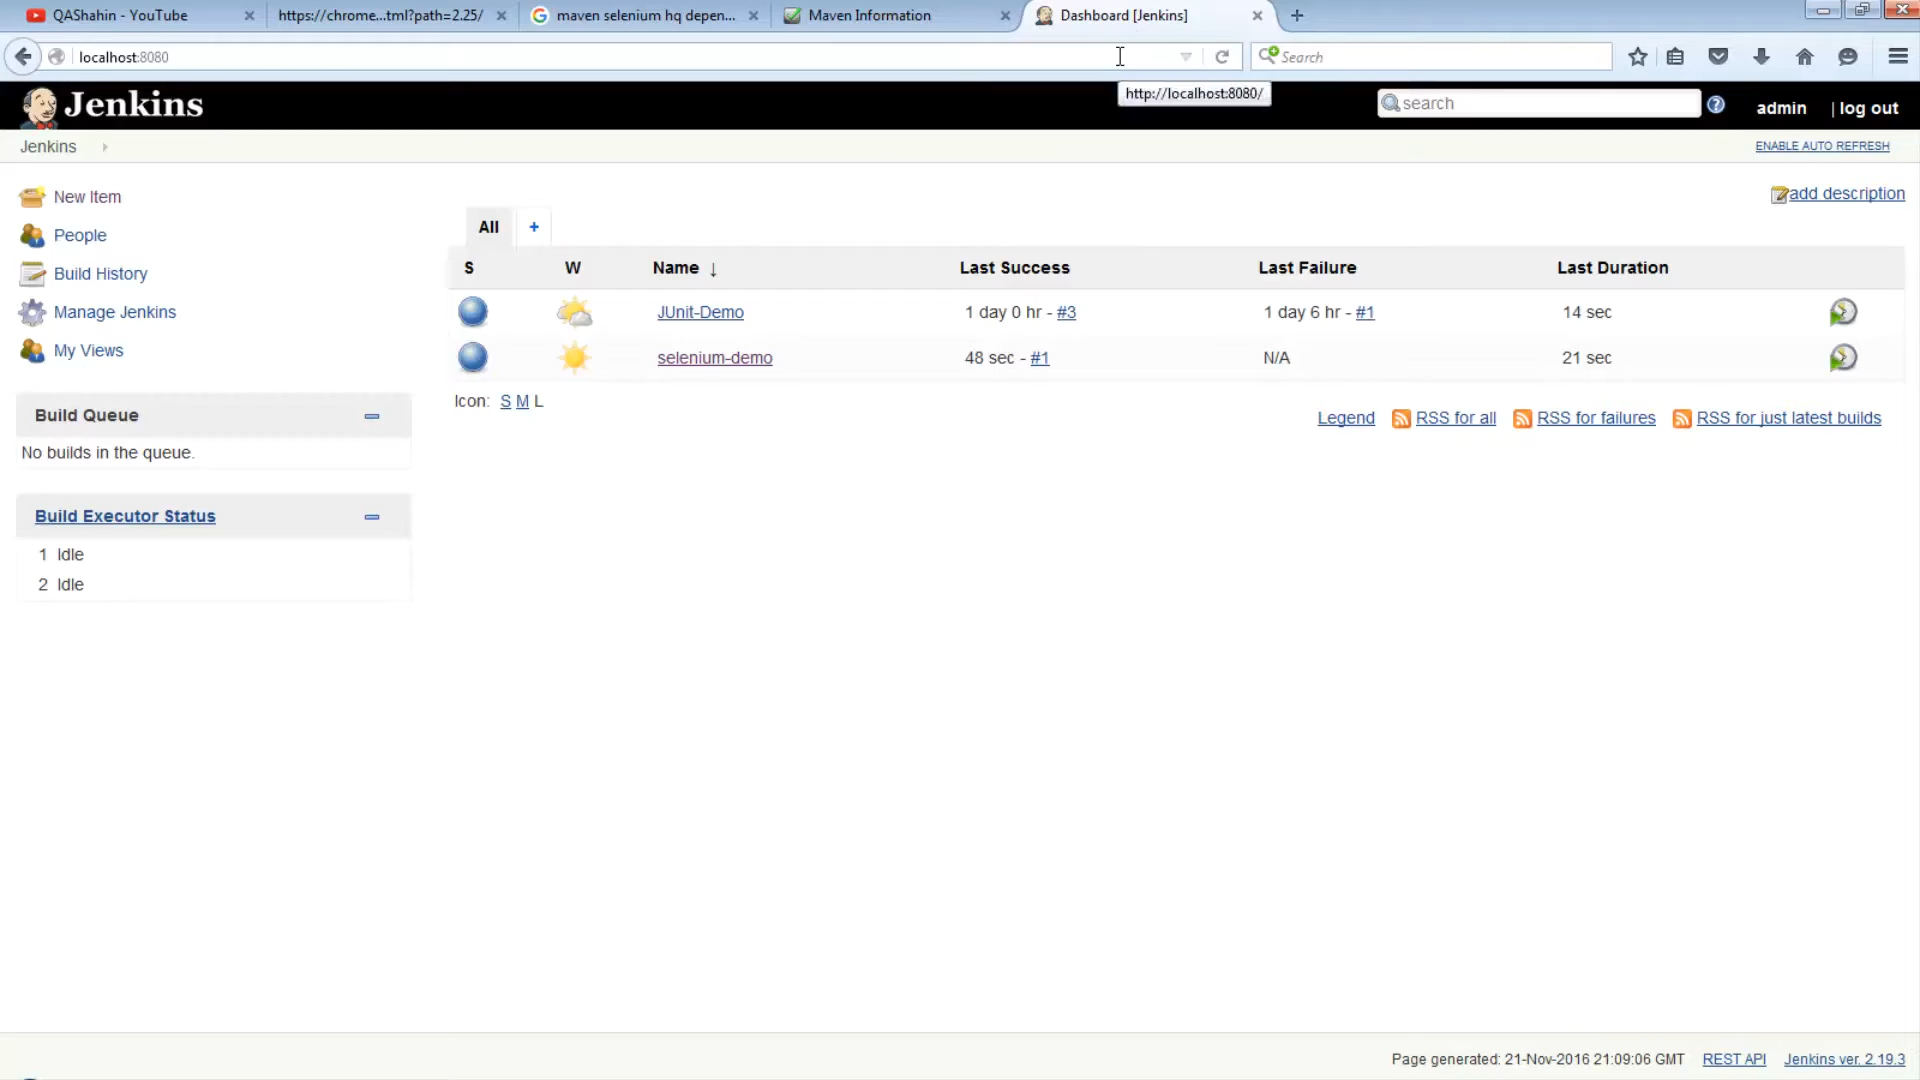 QAShahin - YouTube
https://chrome...tml?path=2.25/
maven selenium hq depen...
Maven Information
Dashboard [Jenkins]
localhost:8080
Search
http://localhost:8080/
Jenkins
search
admin
| log out
Jenkins
ENABLE AUTO REFRESH
New Item
People
Build History
Manage Jenkins
My Views
add description
All
+
S W Name ↓ Last Success Last Failure Last Duration
JUnit-Demo 1 day 0 hr - #3 1 day 6 hr - #1 14 sec
selenium-demo 48 sec - #1 N/A 21 sec
Icon: S M L
Legend RSS for all RSS for failures RSS for just latest builds
Build Queue
No builds in the queue.
Build Executor Status
1 Idle
2 Idle
Page generated: 21-Nov-2016 21:09:06 GMT REST API Jenkins ver. 2.19.3